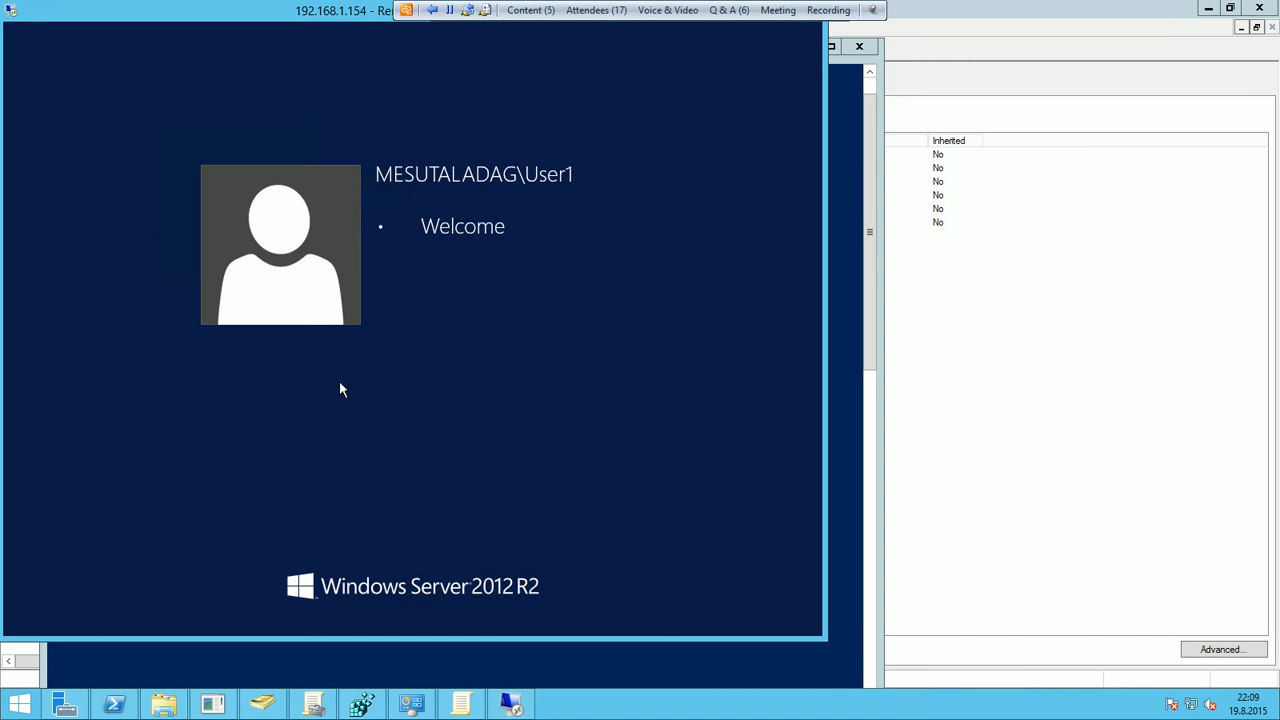 192.168.1.154 - Re
Content (5) Attendees (17) Voice & Video Q & A (6) Meeting Recording
Inherited
No
No
No
No
No
No
MESUTALADAG\User1
Welcome
Windows Server 2012 R2
Advanced...
22:09
19.8.2015